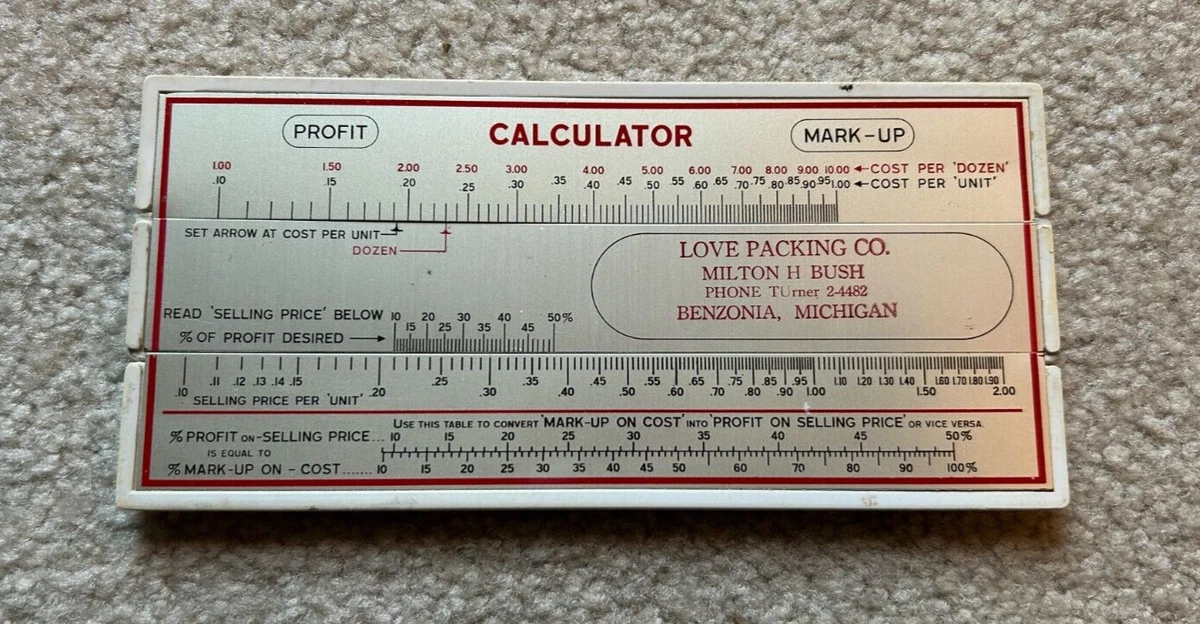 PROFIT CALCULATOR MARK-UP
1.00 1.50 2.00 2.50 3.00 4.00 5.00 6.00 7.00 8.00 9.00 10.00 ←COST PER 'DOZEN'
.10 .15 .20 .25 .30 .35 .40 .45 .50 .55 .60 .65 .70 .75 .80 .85 .90 .95 1.00 ←COST PER 'UNIT'
SET ARROW AT COST PER UNIT
DOZEN
LOVE PACKING CO.
MILTON H BUSH
PHONE TUrner 2-4482
BENZONIA, MICHIGAN
READ 'SELLING PRICE' BELOW 10 20 30 40 50%
15 25 35 45
% OF PROFIT DESIRED →
.10 .11 .12 .13 .14 .15 .20 .25 .30 .35 .40 .45 .50 .55 .60 .65 .70 .75 .80 .85 .90 .95 1.00 1.10 1.20 1.30 1.40 1.50 1.60 1.70 1.80 1.90 2.00
SELLING PRICE PER 'UNIT'
USE THIS TABLE TO CONVERT 'MARK-UP ON COST' INTO 'PROFIT ON SELLING PRICE' OR VICE VERSA.
% PROFIT ON-SELLING PRICE... 10 15 20 25 30 35 40 45 50%
IS EQUAL TO
% MARK-UP ON - COST....... 10 15 20 25 30 35 40 45 50 60 70 80 90 100%